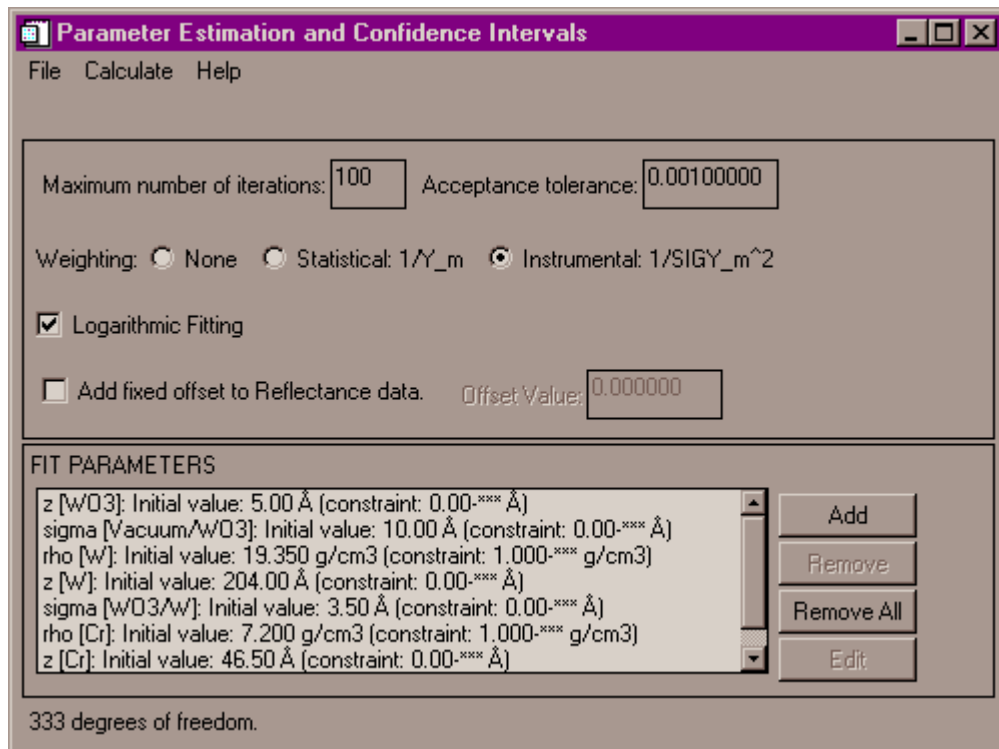 Parameter Estimation and Confidence Intervals
File Calculate Help
Maximum number of iterations: 100 Acceptance tolerance: 0.00100000
Weighting: None Statistical: 1/Y_m Instrumental: 1/SIGY_m^2
Logarithmic Fitting
Add fixed offset to Reflectance data. Offset Value: 0.000000
FIT PARAMETERS
z [WO3]: Initial value: 5.00 Å (constraint: 0.00-*** Å)
sigma [Vacuum/WO3]: Initial value: 10.00 Å (constraint: 0.00-*** Å)
rho [W]: Initial value: 19.350 g/cm3 (constraint: 1.000-*** g/cm3)
z [W]: Initial value: 204.00 Å (constraint: 0.00-*** Å)
sigma [WO3/W]: Initial value: 3.50 Å (constraint: 0.00-*** Å)
rho [Cr]: Initial value: 7.200 g/cm3 (constraint: 1.000-*** g/cm3)
z [Cr]: Initial value: 46.50 Å (constraint: 0.00-*** Å)
Add
Remove
Remove All
Edit
333 degrees of freedom.